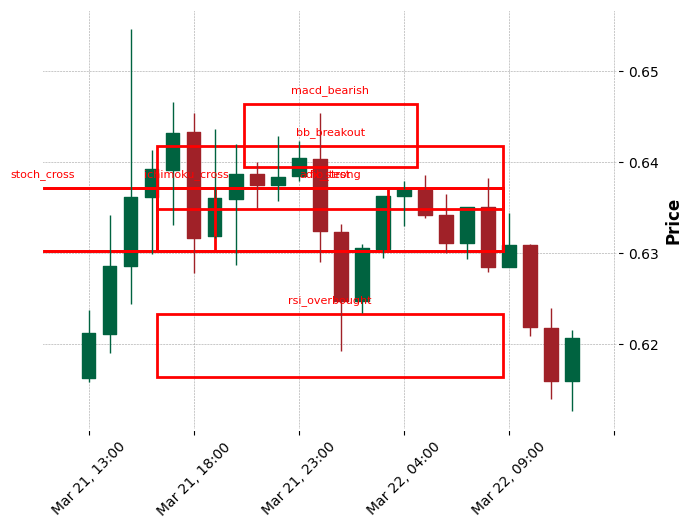 macd_bearish
bb_breakout
stoch_cross
rsi_overbought
0.65
0.64
0.63
0.62
Price
Mar 21, 13:00
Mar 21, 18:00
Mar 21, 23:00
Mar 22, 04:00
Mar 22, 09:00